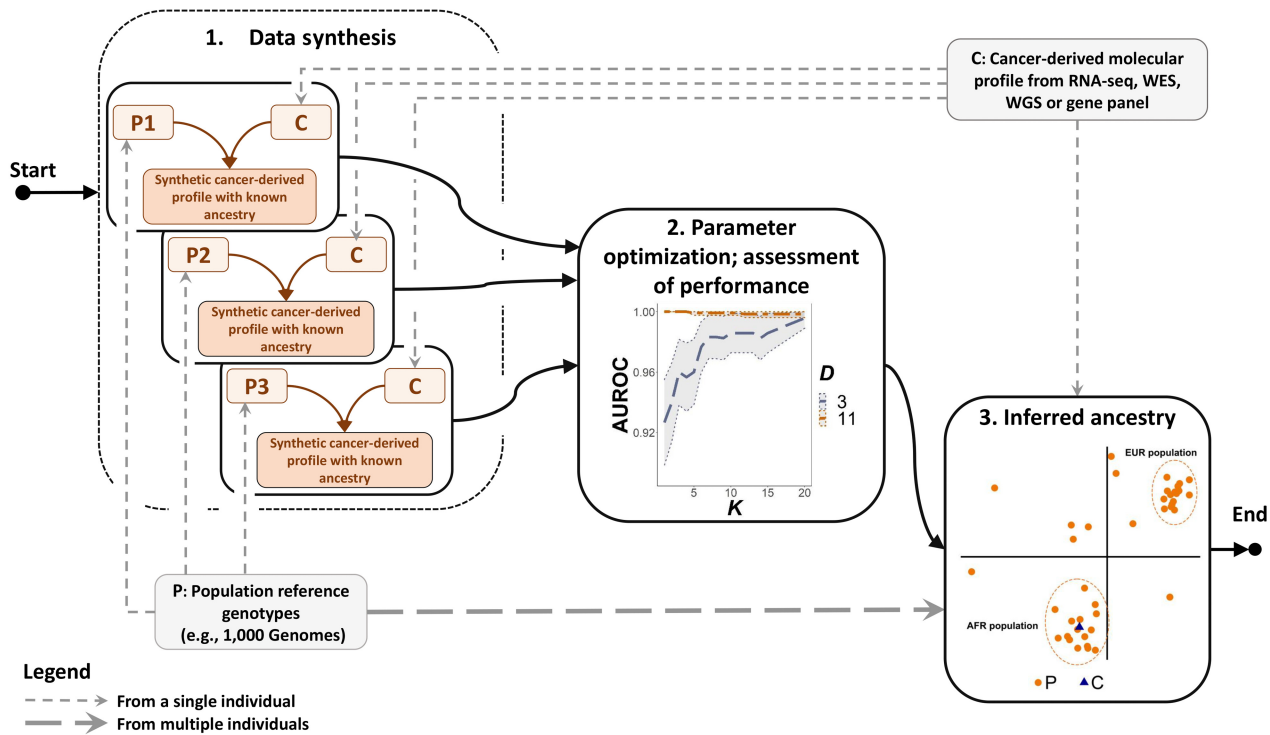 1. Data synthesis
C: Cancer-derived molecular
profile from RNA-seq, WES,
WGS or gene panel
Start
P1
C
Synthetic cancer-derived
profile with known
ancestry
P2
C
Synthetic cancer-derived
profile with known
ancestry
P3
C
Synthetic cancer-derived
profile with known
ancestry
2. Parameter
optimization; assessment
of performance
AUROC
1.00
0.96
0.92
5
10
15
20
K
D
3
11
3. Inferred ancestry
EUR population
AFR population
P
C
End
P: Population reference
genotypes
(e.g., 1,000 Genomes)
Legend
From a single individual
From multiple individuals